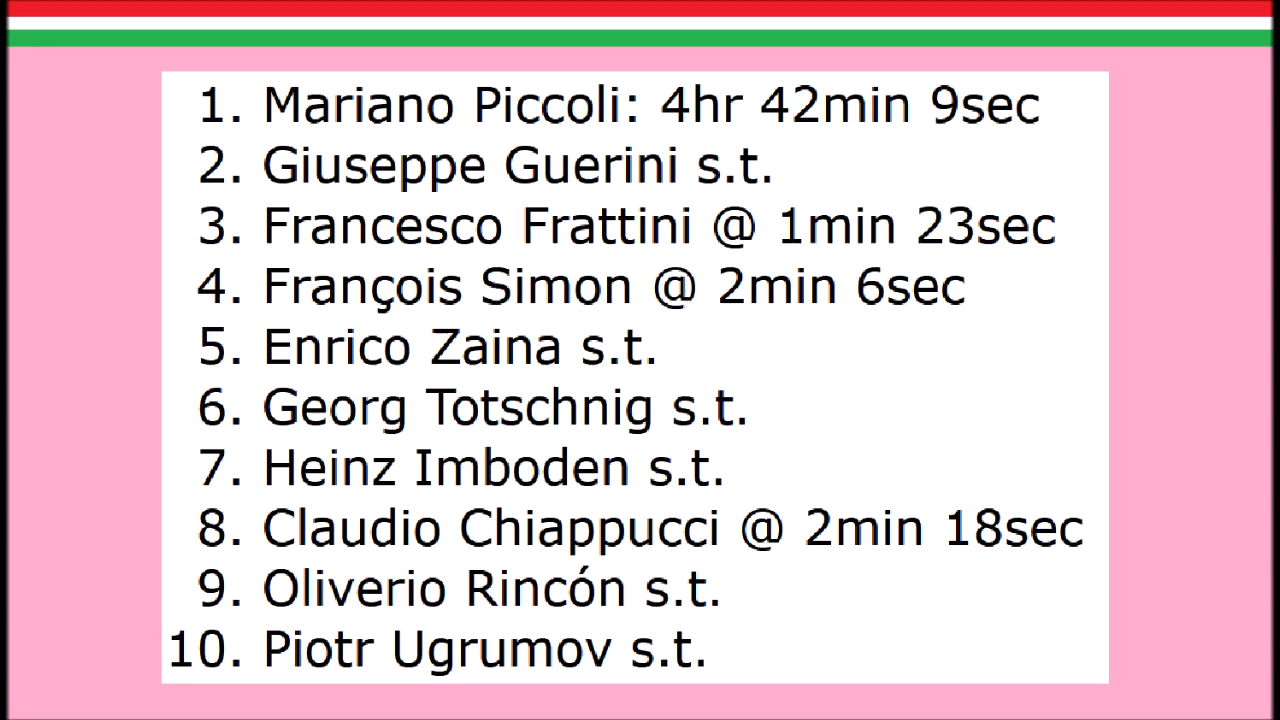 1. Mariano Piccoli: 4hr 42min 9sec
2. Giuseppe Guerini s.t.
3. Francesco Frattini @ 1min 23sec
4. François Simon @ 2min 6sec
5. Enrico Zaina s.t.
6. Georg Totschnig s.t.
7. Heinz Imboden s.t.
8. Claudio Chiappucci @ 2min 18sec
9. Oliverio Rincón s.t.
10. Piotr Ugrumov s.t.